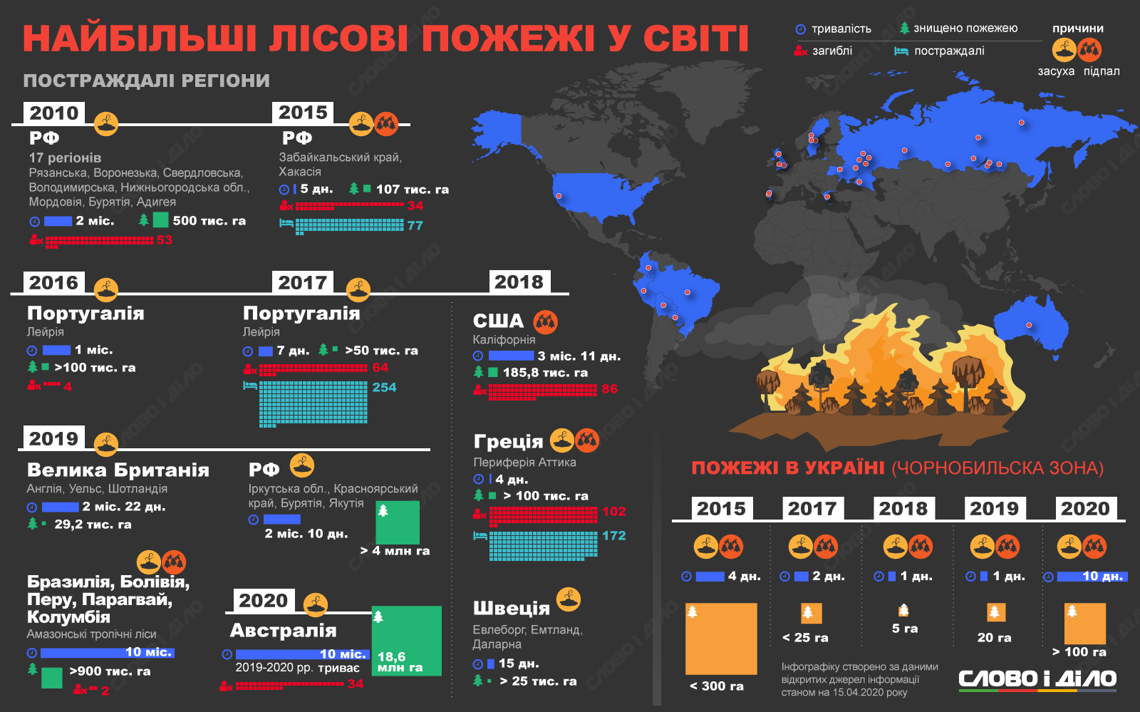 НАЙБІЛЬШІ ЛІСОВІ ПОЖЕЖІ У СВІТІ
тривалість
знищено пожежею
загиблі
постраждалі
причини
засуха підпал
ПОСТРАЖДАЛІ РЕГІОНИ
2010
РФ
17 регіонів
Рязанська, Воронезька, Свердловська,
Володимирська, Нижньогородська обл.,
Мордовія, Бурятія, Адигея
2 міс.
500 тис. га
53
2015
РФ
Забайкальський край,
Хакасія
5 дн.
107 тис. га
34
77
2016
Португалія
Лейрія
1 міс.
>100 тис. га
4
2017
Португалія
Лейрія
7 дн.
>50 тис. га
64
254
2018
США
Каліфорнія
3 міс. 11 дн.
185,8 тис. га
86
Греція
Периферія Аттика
4 дн.
> 100 тис. га
102
172
Швеція
Евлеборг, Емтланд,
Даларна
15 дн.
> 25 тис. га
2019
Велика Британія
Англія, Уельс, Шотландія
2 міс. 22 дн.
29,2 тис. га
РФ
Іркутська обл., Красноярський
край, Бурятія, Якутія
2 міс. 10 дн.
> 4 млн га
Бразилія, Болівія,
Перу, Парагвай,
Колумбія
Амазонські тропічні ліси
10 міс.
>900 тис. га
2
2020
Австралія
10 міс.
2019-2020 рр. триває
18,6
млн га
34
ПОЖЕЖІ В УКРАЇНІ (ЧОРНОБИЛЬСКА ЗОНА)
2015
4 дн.
< 300 га
2017
2 дн.
< 25 га
2018
1 дн.
5 га
2019
1 дн.
20 га
2020
10 дн.
> 100 га
Інфографіку створено за даними
відкритих джерел інформації
станом на 15.04.2020 року
СЛОВО І ДІЛО